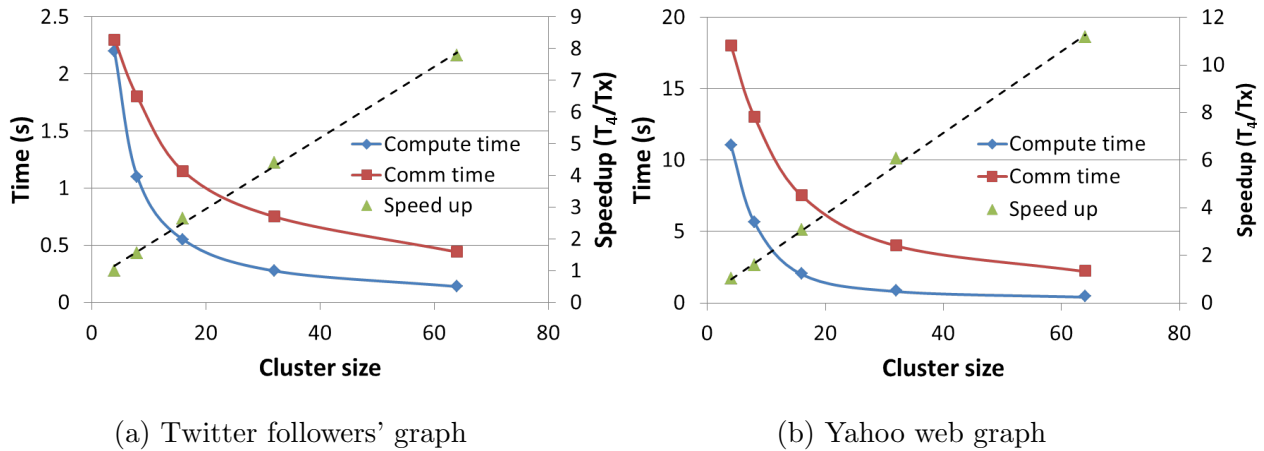 2.5
2
1.5
1
0.5
0
Time (s)
9
8
7
6
5
4
3
2
1
0
Speedup (T4/Tx)
Compute time
Comm time
Speed up
0 20 40 60 80
Cluster size
(a) Twitter followers' graph
20
15
10
5
0
Time (s)
12
10
8
6
4
2
0
Speedup (T4/Tx)
Compute time
Comm time
Speed up
0 20 40 60 80
Cluster size
(b) Yahoo web graph